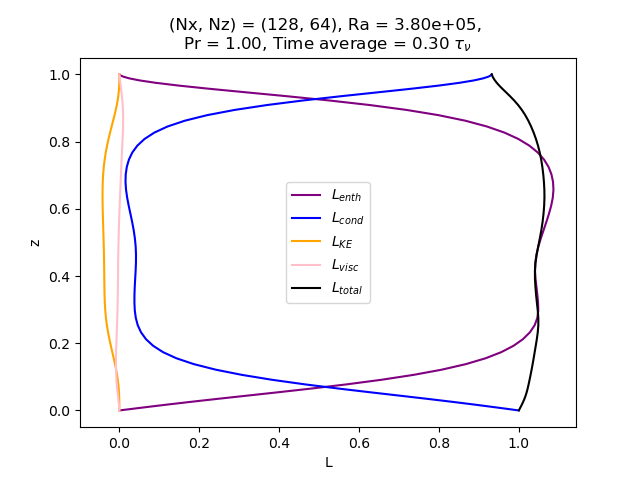 (Nx, Nz) = (128, 64), Ra = 3.80e+05,
Pr = 1.00, Time average = 0.30 τ_ν
1.0
0.8
0.6
0.4
0.2
0.0
z
L_enth
L_cond
L_KE
L_visc
L_total
0.0 0.2 0.4 0.6 0.8 1.0
L